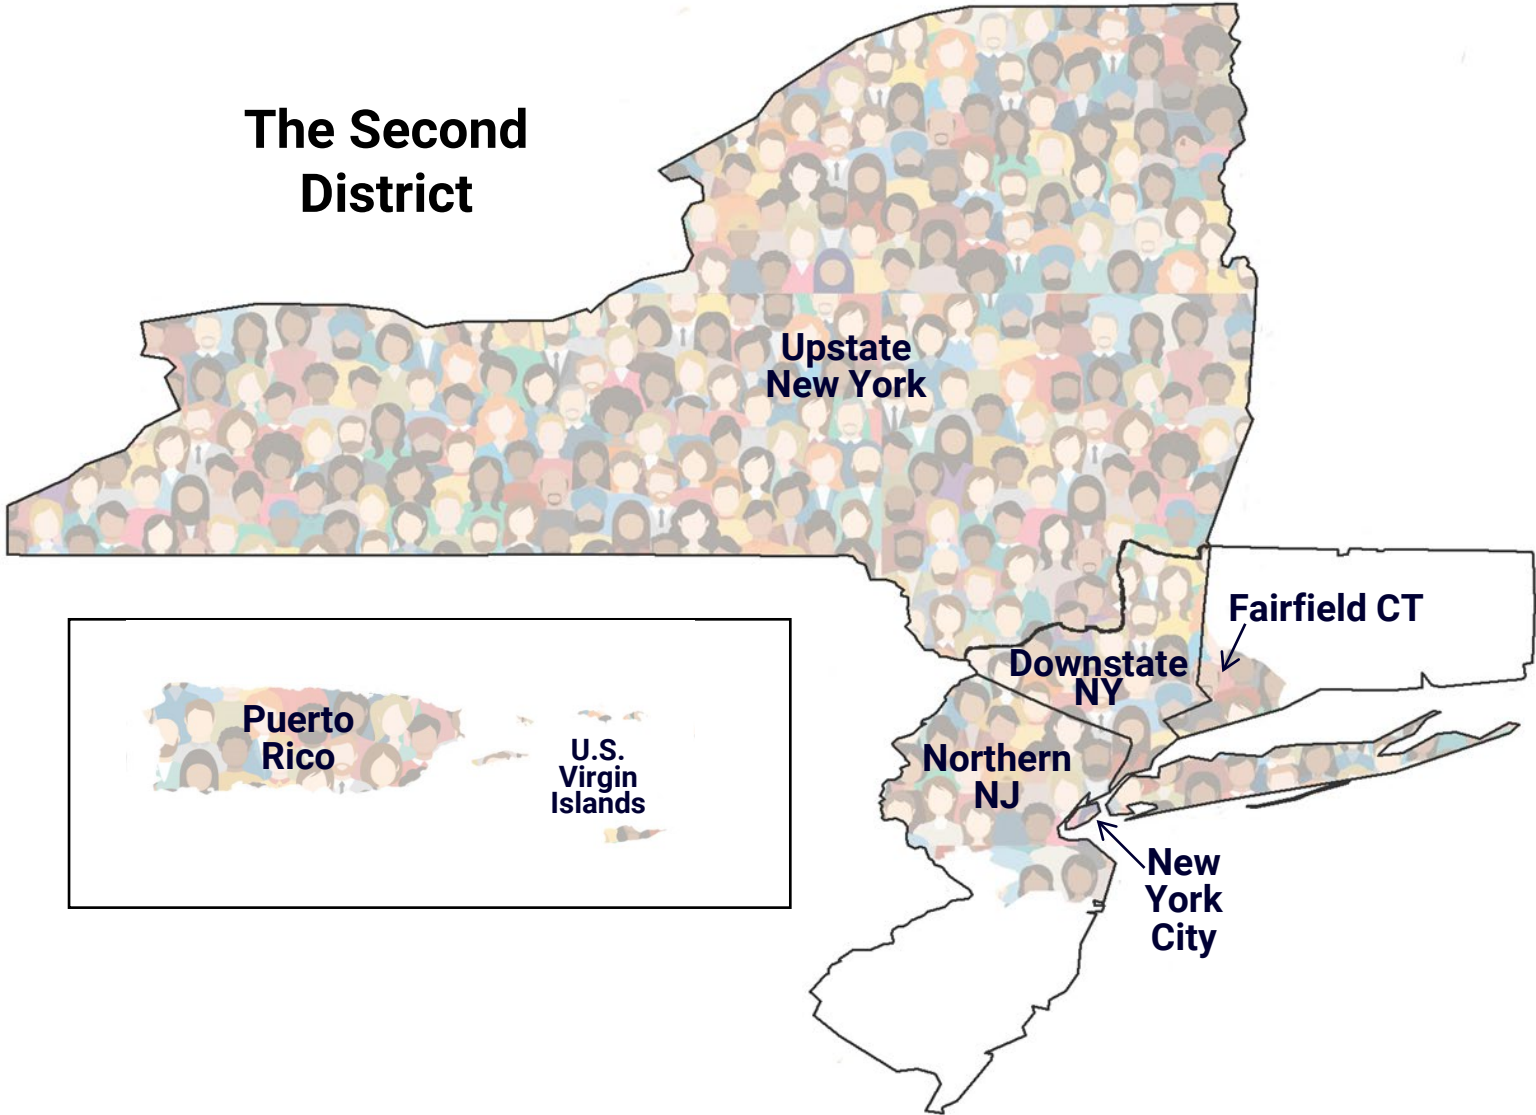 The Second
District
Upstate
New York
Fairfield CT
Downstate
NY
Puerto
Rico
U.S.
Virgin
Islands
Northern
NJ
New
York
City